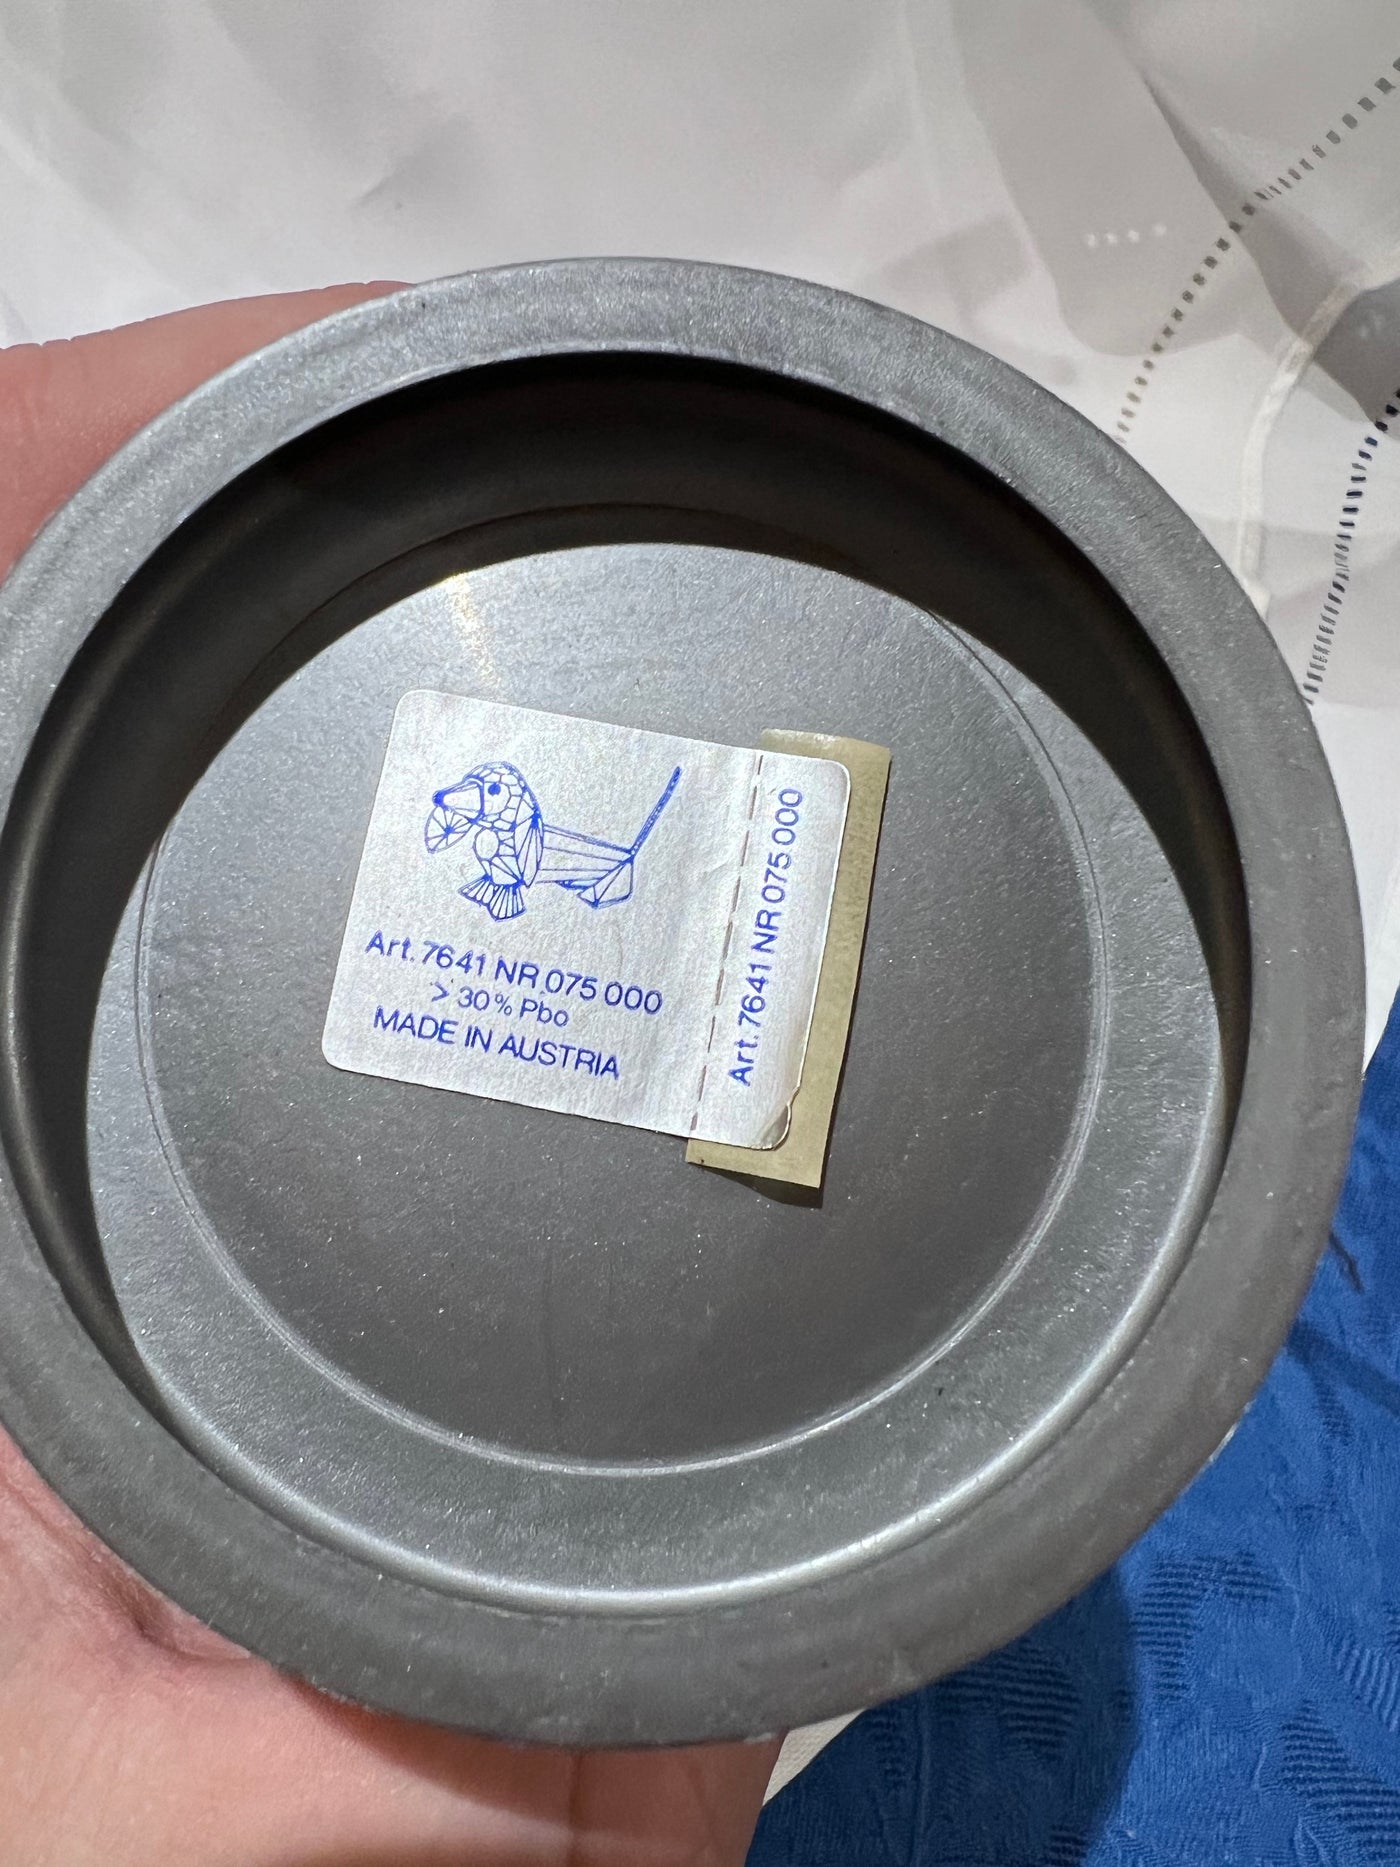 Art. 7641 NR 075 000
> 30% Pbo
MADE IN AUSTRIA
Art. 7641 NR 075 000